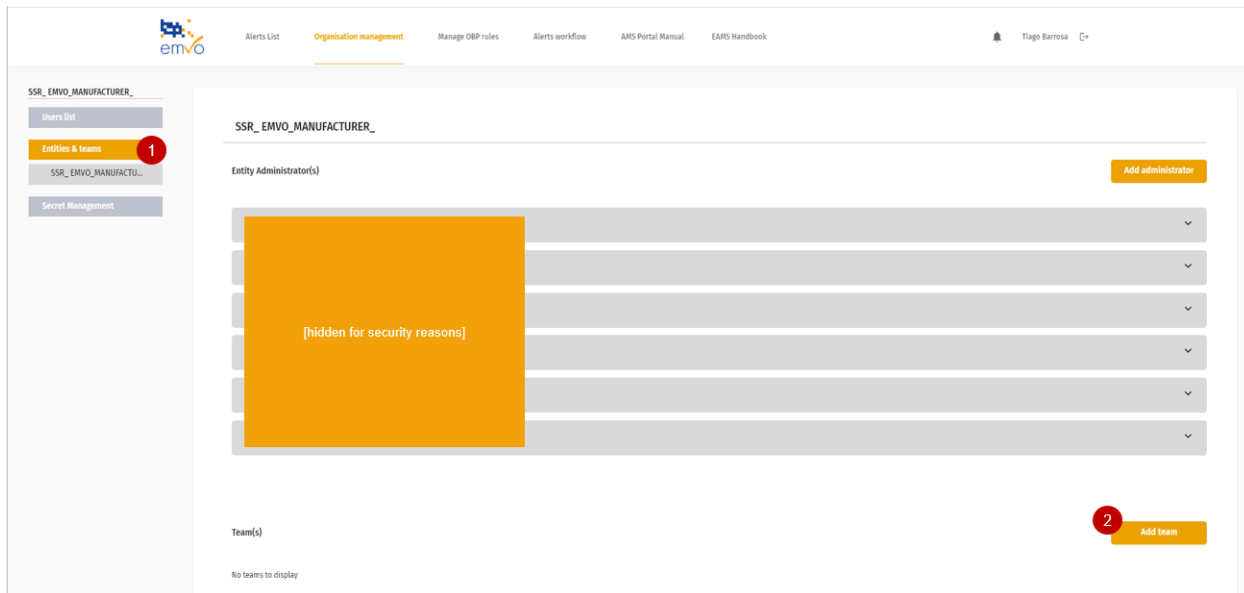 emvo
Alerts List
Organisation management
Manage OBP rules
Alerts workflow
AMS Portal Manual
EAMS Handbook
Tiago Barrosa
SSR_ EMVO_MANUFACTURER_
Users list
Entities & teams
1
SSR_ EMVO_MANUFACTU...
Secret Management
SSR_ EMVO_MANUFACTURER_
Entity Administrator(s)
Add administrator
[hidden for security reasons]
Team(s)
2
Add team
No teams to display